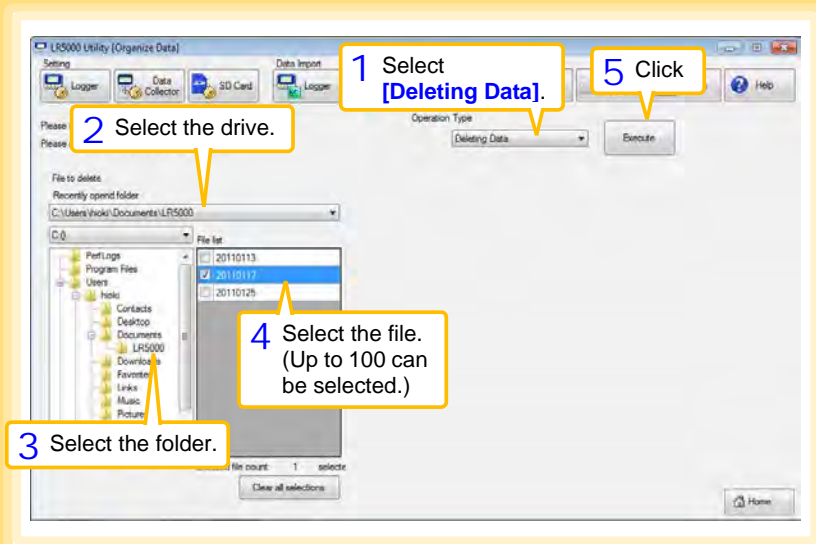 LR5000 Utility [Organize Data]
Setting
Data Import
Logger
Data
Collector
SD Card
Logger
Help
1 Select
[Deleting Data].
5 Click
Please
Please
2 Select the drive.
Operation Type
Deleting Data
Execute
File to delete
Recently opend folder
C:\Users\hioki\Documents\LR5000
C:\)
File list
PerfLogs
Program Files
Users
hioki
Contacts
Desktop
Documents
LR5000
Downloads
Favorite
Links
Music
Picture
20110113
20110117
20110125
4 Select the file.
(Up to 100 can
be selected.)
3 Select the folder.
file count 1 selecte
Clear all selections
Home